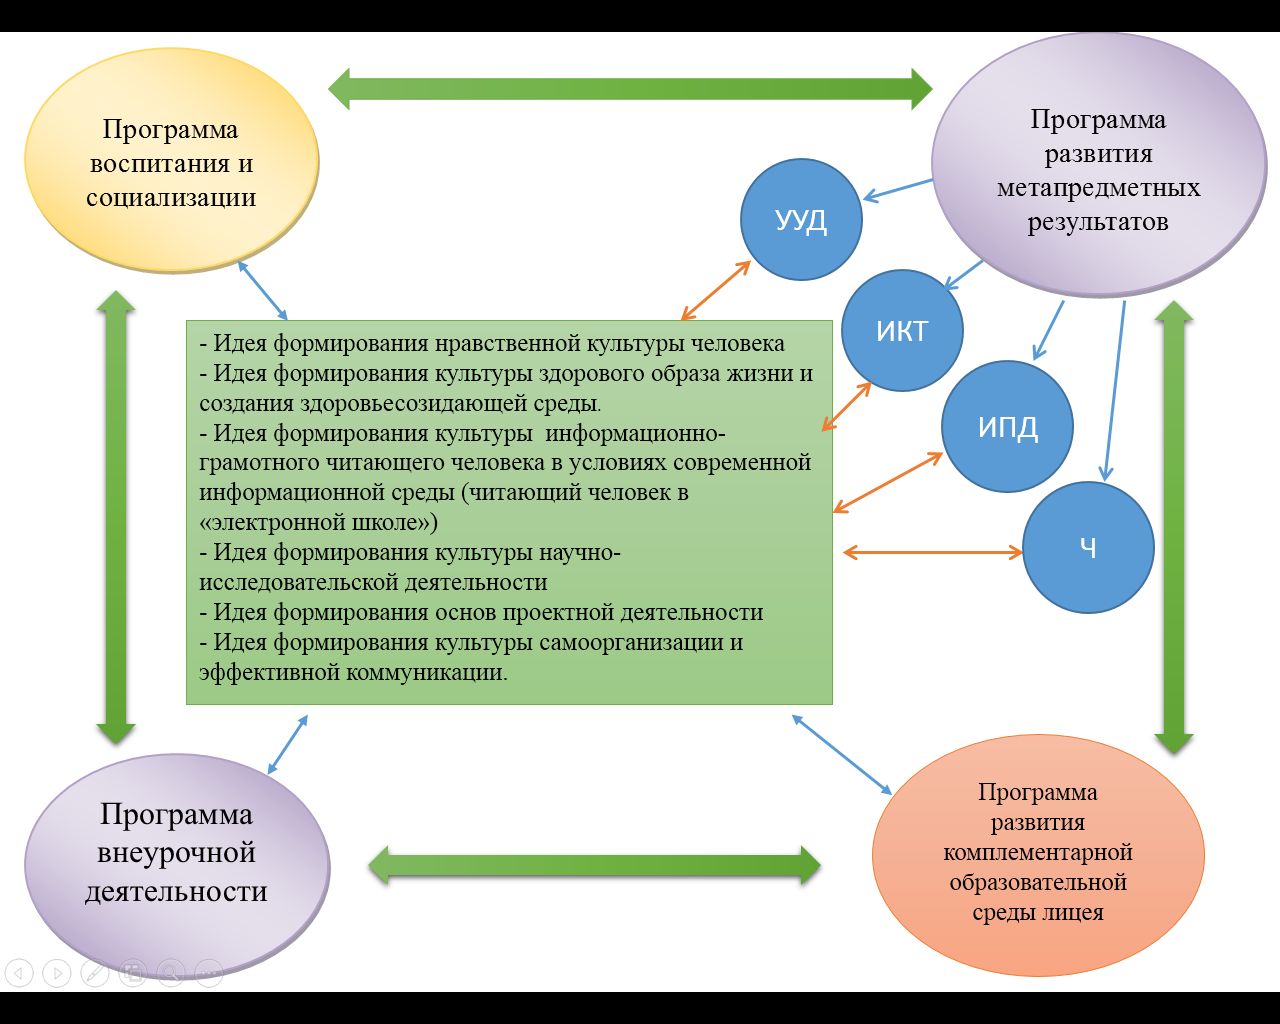 Программа
воспитания и
социализации
Программа
развития
метапредметных
результатов
УУД
ИКТ
ИПД
Ч
- Идея формирования нравственной культуры человека
- Идея формирования культуры здорового образа жизни и
создания здоровьесозидающей среды.
- Идея формирования культуры  информационно-
грамотного читающего человека в условиях современной
информационной среды (читающий человек в
«электронной школе»)
- Идея формирования культуры научно-
исследовательской деятельности
- Идея формирования основ проектной деятельности
- Идея формирования культуры самоорганизации и
эффективной коммуникации.
Программа
внеурочной
деятельности
Программа
развития
комплементарной
образовательной
среды лицея